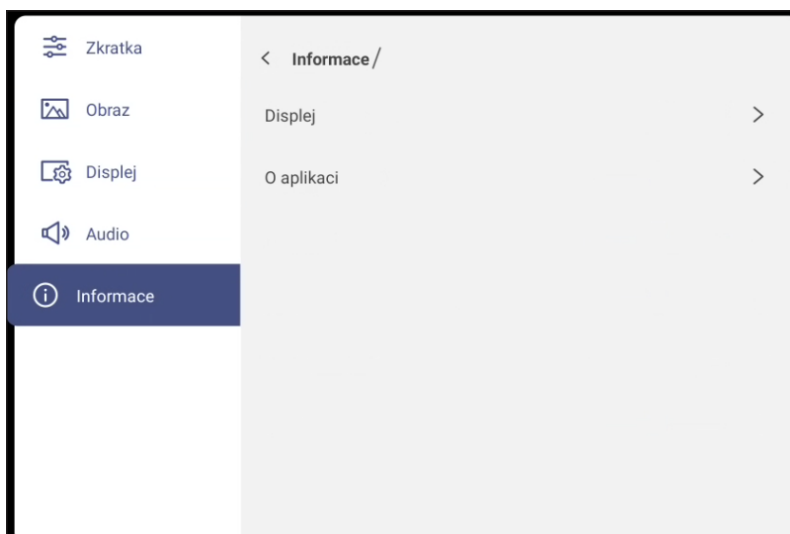 Zkratka
Obraz
Displej
Audio
Informace
Informace/
Displej
O aplikaci